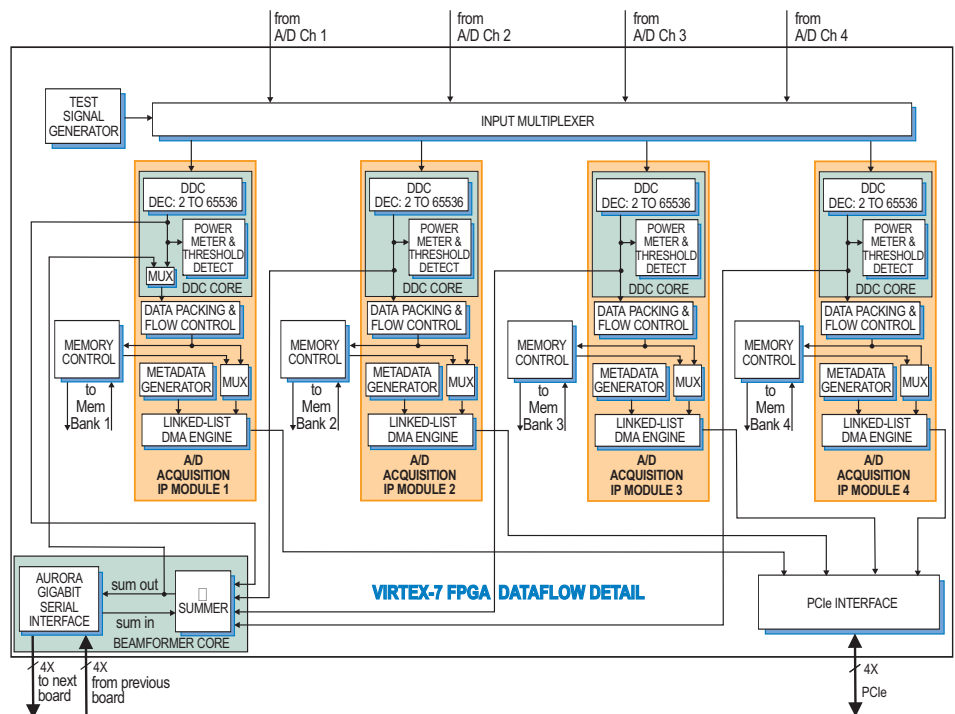 from
A/D Ch 1
from
A/D Ch 2
from
A/D Ch 3
from
A/D Ch 4
TEST
SIGNAL
GENERATOR
INPUT MULTIPLEXER
DDC
DEC: 2 TO 65536
POWER
METER &
THRESHOLD
DETECT
MUX
DDC CORE
DATA PACKING &
FLOW CONTROL
MEMORY
CONTROL
METADATA
GENERATOR
MUX
to
Mem
Bank 1
LINKED-LIST
DMA ENGINE
A/D
ACQUISITION
IP MODULE 1
DDC
DEC: 2 TO 65536
POWER
METER &
THRESHOLD
DETECT
DDC CORE
DATA PACKING &
FLOW CONTROL
MEMORY
CONTROL
METADATA
GENERATOR
MUX
to
Mem
Bank 2
LINKED-LIST
DMA ENGINE
A/D
ACQUISITION
IP MODULE 2
DDC
DEC: 2 TO 65536
POWER
METER &
THRESHOLD
DETECT
DDC CORE
DATA PACKING &
FLOW CONTROL
MEMORY
CONTROL
METADATA
GENERATOR
MUX
to
Mem
Bank 3
LINKED-LIST
DMA ENGINE
A/D
ACQUISITION
IP MODULE 3
DDC
DEC: 2 TO 65536
POWER
METER &
THRESHOLD
DETECT
DDC CORE
DATA PACKING &
FLOW CONTROL
MEMORY
CONTROL
METADATA
GENERATOR
MUX
to
Mem
Bank 4
LINKED-LIST
DMA ENGINE
A/D
ACQUISITION
IP MODULE 4
AURORA
GIGABIT
SERIAL
INTERFACE
sum out
sum in
SUMMER
BEAMFORMER CORE
VIRTEX-7 FPGA DATAFLOW DETAIL
PCIe INTERFACE
4X
to next
board
4X
from previous
board
4X
PCIe